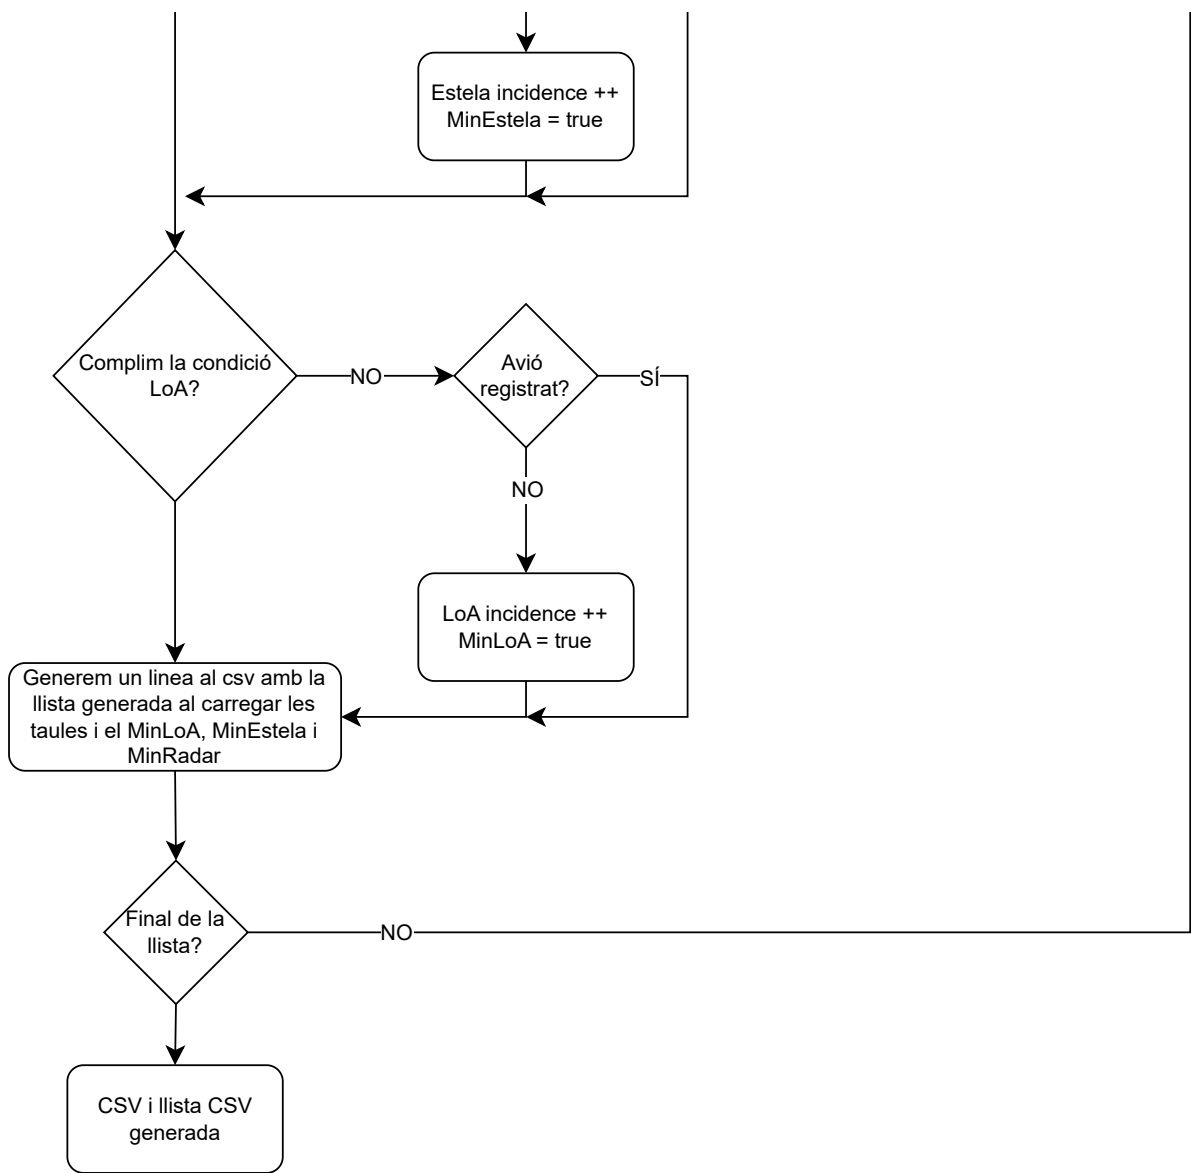 Estela incidence ++
MinEstela = true
Complim la condició
LoA?
NO
Avió
registrat?
SÍ
NO
LoA incidence ++
MinLoA = true
Generem un linea al csv amb la
llista generada al carregar les
taules i el MinLoA, MinEstela i
MinRadar
Final de la
llista?
NO
CSV i llista CSV
generada